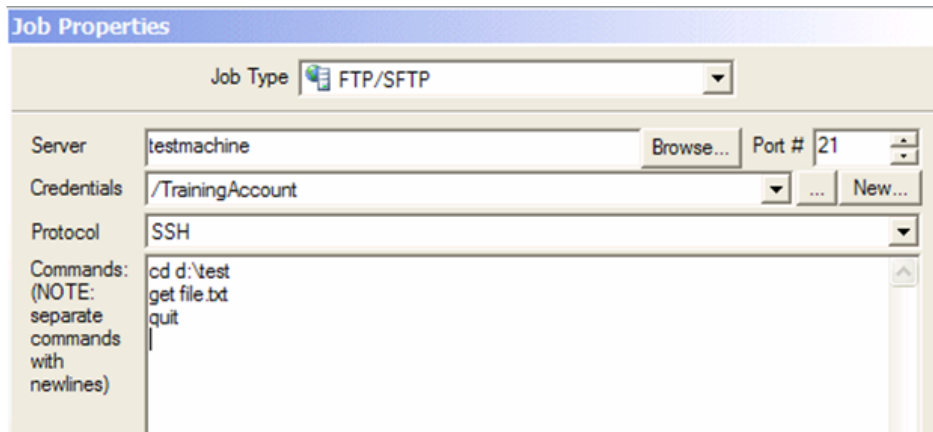 Job Properties
Job Type FTP/SFTP
Server testmachine Browse... Port # 21
Credentials /TrainingAccount ... New...
Protocol SSH
Commands: cd d:\test
(NOTE: get file.txt
separate quit
commands
with
newlines)